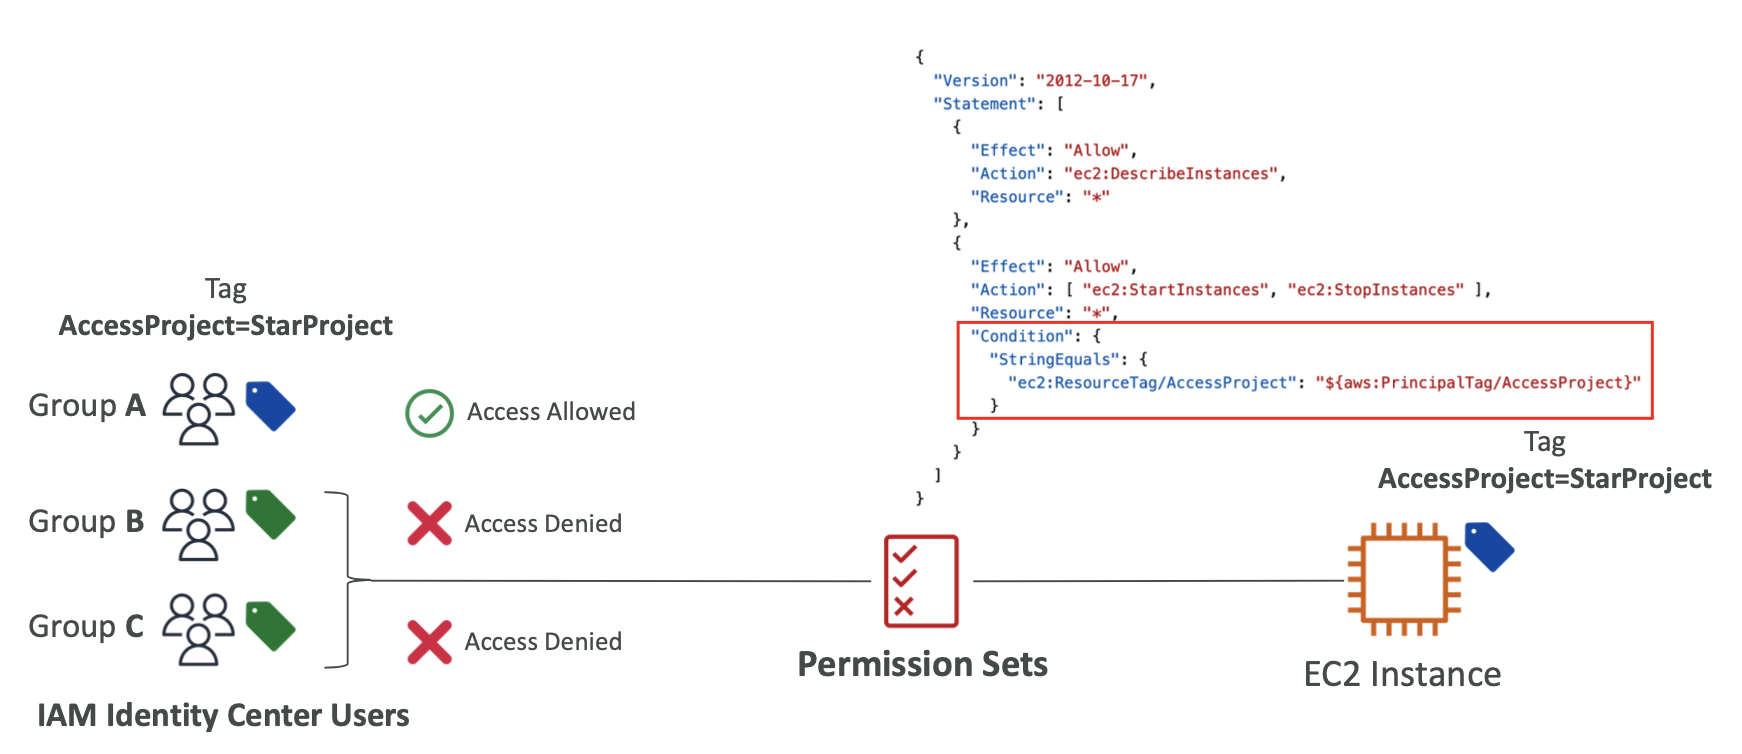 {
"Version": "2012-10-17",
"Statement": [
{
"Effect": "Allow",
"Action": "ec2:DescribeInstances",
"Resource": "*"
},
{
"Effect": "Allow",
"Action": [ "ec2:StartInstances", "ec2:StopInstances" ],
"Resource": "*",
"Condition": {
"StringEquals": {
"ec2:ResourceTag/AccessProject": "${aws:PrincipalTag/AccessProject}"
}
}
}
]
}
Tag
AccessProject=StarProject
Group A
Access Allowed
Group B
Access Denied
Group C
Access Denied
IAM Identity Center Users
Permission Sets
Tag
AccessProject=StarProject
EC2 Instance